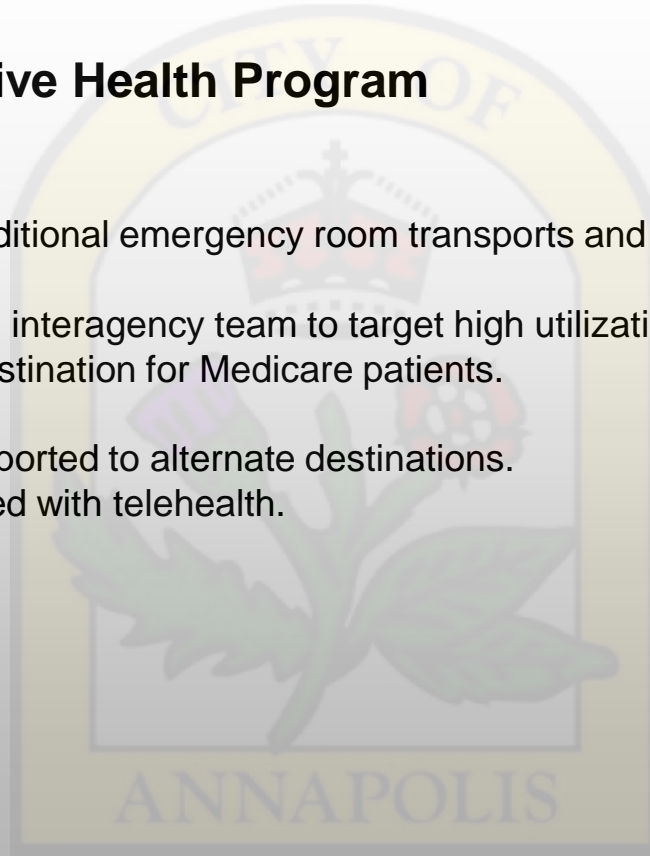 ive Health Program
ditional emergency room transports and
interagency team to target high utilizati
stination for Medicare patients.
ported to alternate destinations.
ed with telehealth.
CITY OF
ANNAPOLIS